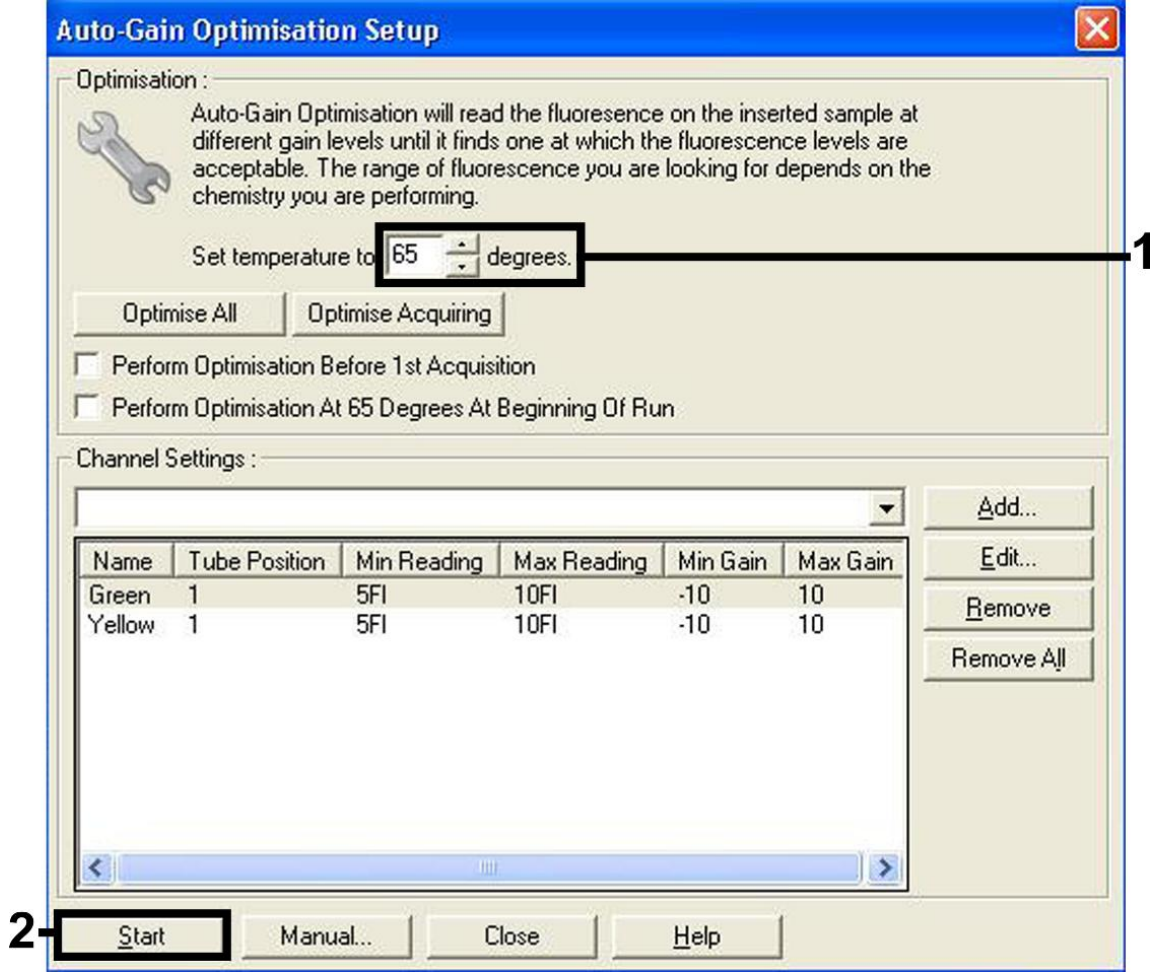 Auto-Gain Optimisation Setup
Optimisation :
Auto-Gain Optimisation will read the fluoresence on the inserted sample at
different gain levels until it finds one at which the fluorescence levels are
acceptable. The range of fluorescence you are looking for depends on the
chemistry you are performing.
Set temperature to 65 degrees. 1
Optimise All Optimise Acquiring
Perform Optimisation Before 1st Acquisition
Perform Optimisation At 65 Degrees At Beginning Of Run
Channel Settings :
Add...
Name Tube Position Min Reading Max Reading Min Gain Max Gain Edit...
Green 1 5Fl 10Fl -10 10
Remove
Yellow 1 5Fl 10Fl -10 10
Remove All
2 Start Manual... Close Help